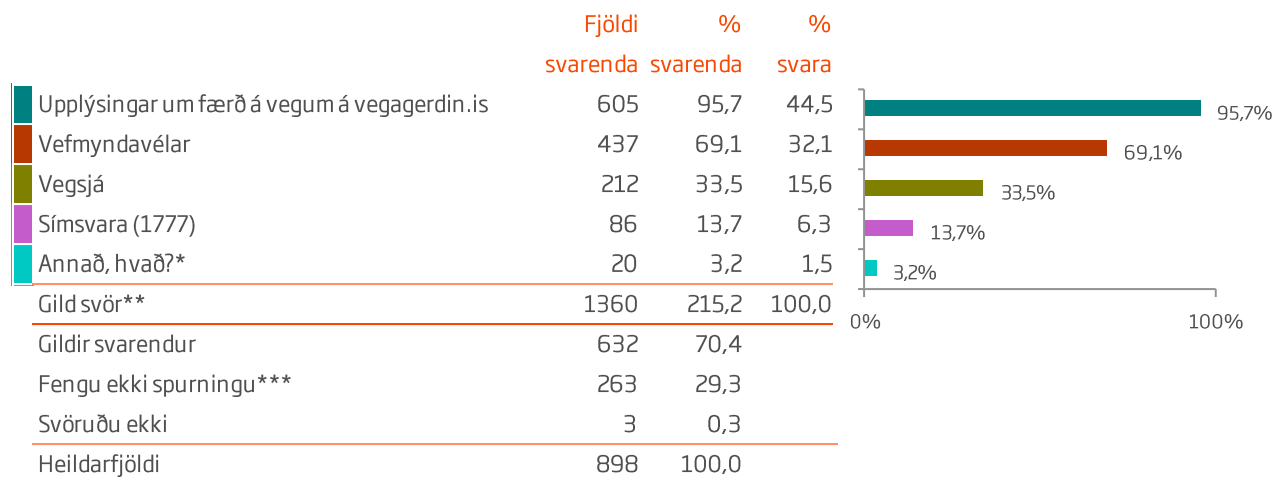 Fjöldi % %
svarenda svarenda svara
Upplýsingar um færð á vegum á vegagerdin.is 605 95,7 44,5 95,7%
Vefmyndavélar 437 69,1 32,1 69,1%
Vegsjá 212 33,5 15,6 33,5%
Símsvara (1777) 86 13,7 6,3 13,7%
Annað, hvað?* 20 3,2 1,5 3,2%
Gild svör** 1360 215,2 100,0 0% 100%
Gildir svarendur 632 70,4
Fengu ekki spurningu*** 263 29,3
Svöruðu ekki 3 0,3
Heildarfjöldi 898 100,0